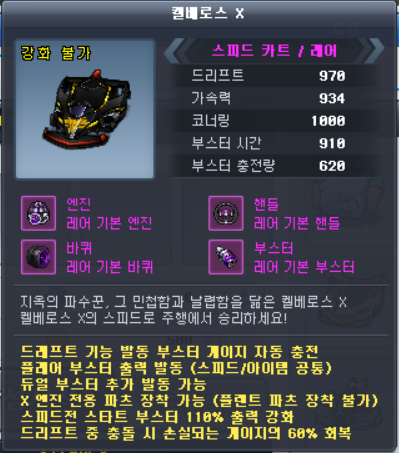 켈베로스 X
강화 불가
스피드 카트 / 레어
드리프트 970
가속력 934
코너링 1000
부스터 시간 910
부스터 충전량 620
엔진
레어 기본 엔진
핸들
레어 기본 핸들
바퀴
레어 기본 바퀴
부스터
레어 기본 부스터
지옥의 파수꾼, 그 민첩함과 날렵함을 닮은 켈베로스 X
켈베로스 X의 스피드로 주행에서 승리하세요!
드래프트 기능 발동 부스터 게이지 자동 충전
플레어 부스터 출력 발동 (스피드/아이템 공통)
듀얼 부스터 추가 발동 가능
X 엔진 전용 파츠 장착 가능 (플랜트 파츠 장착 불가)
스피드전 스타트 부스터 110% 출력 강화
드리프트 중 충돌 시 손실되는 게이지의 60% 회복